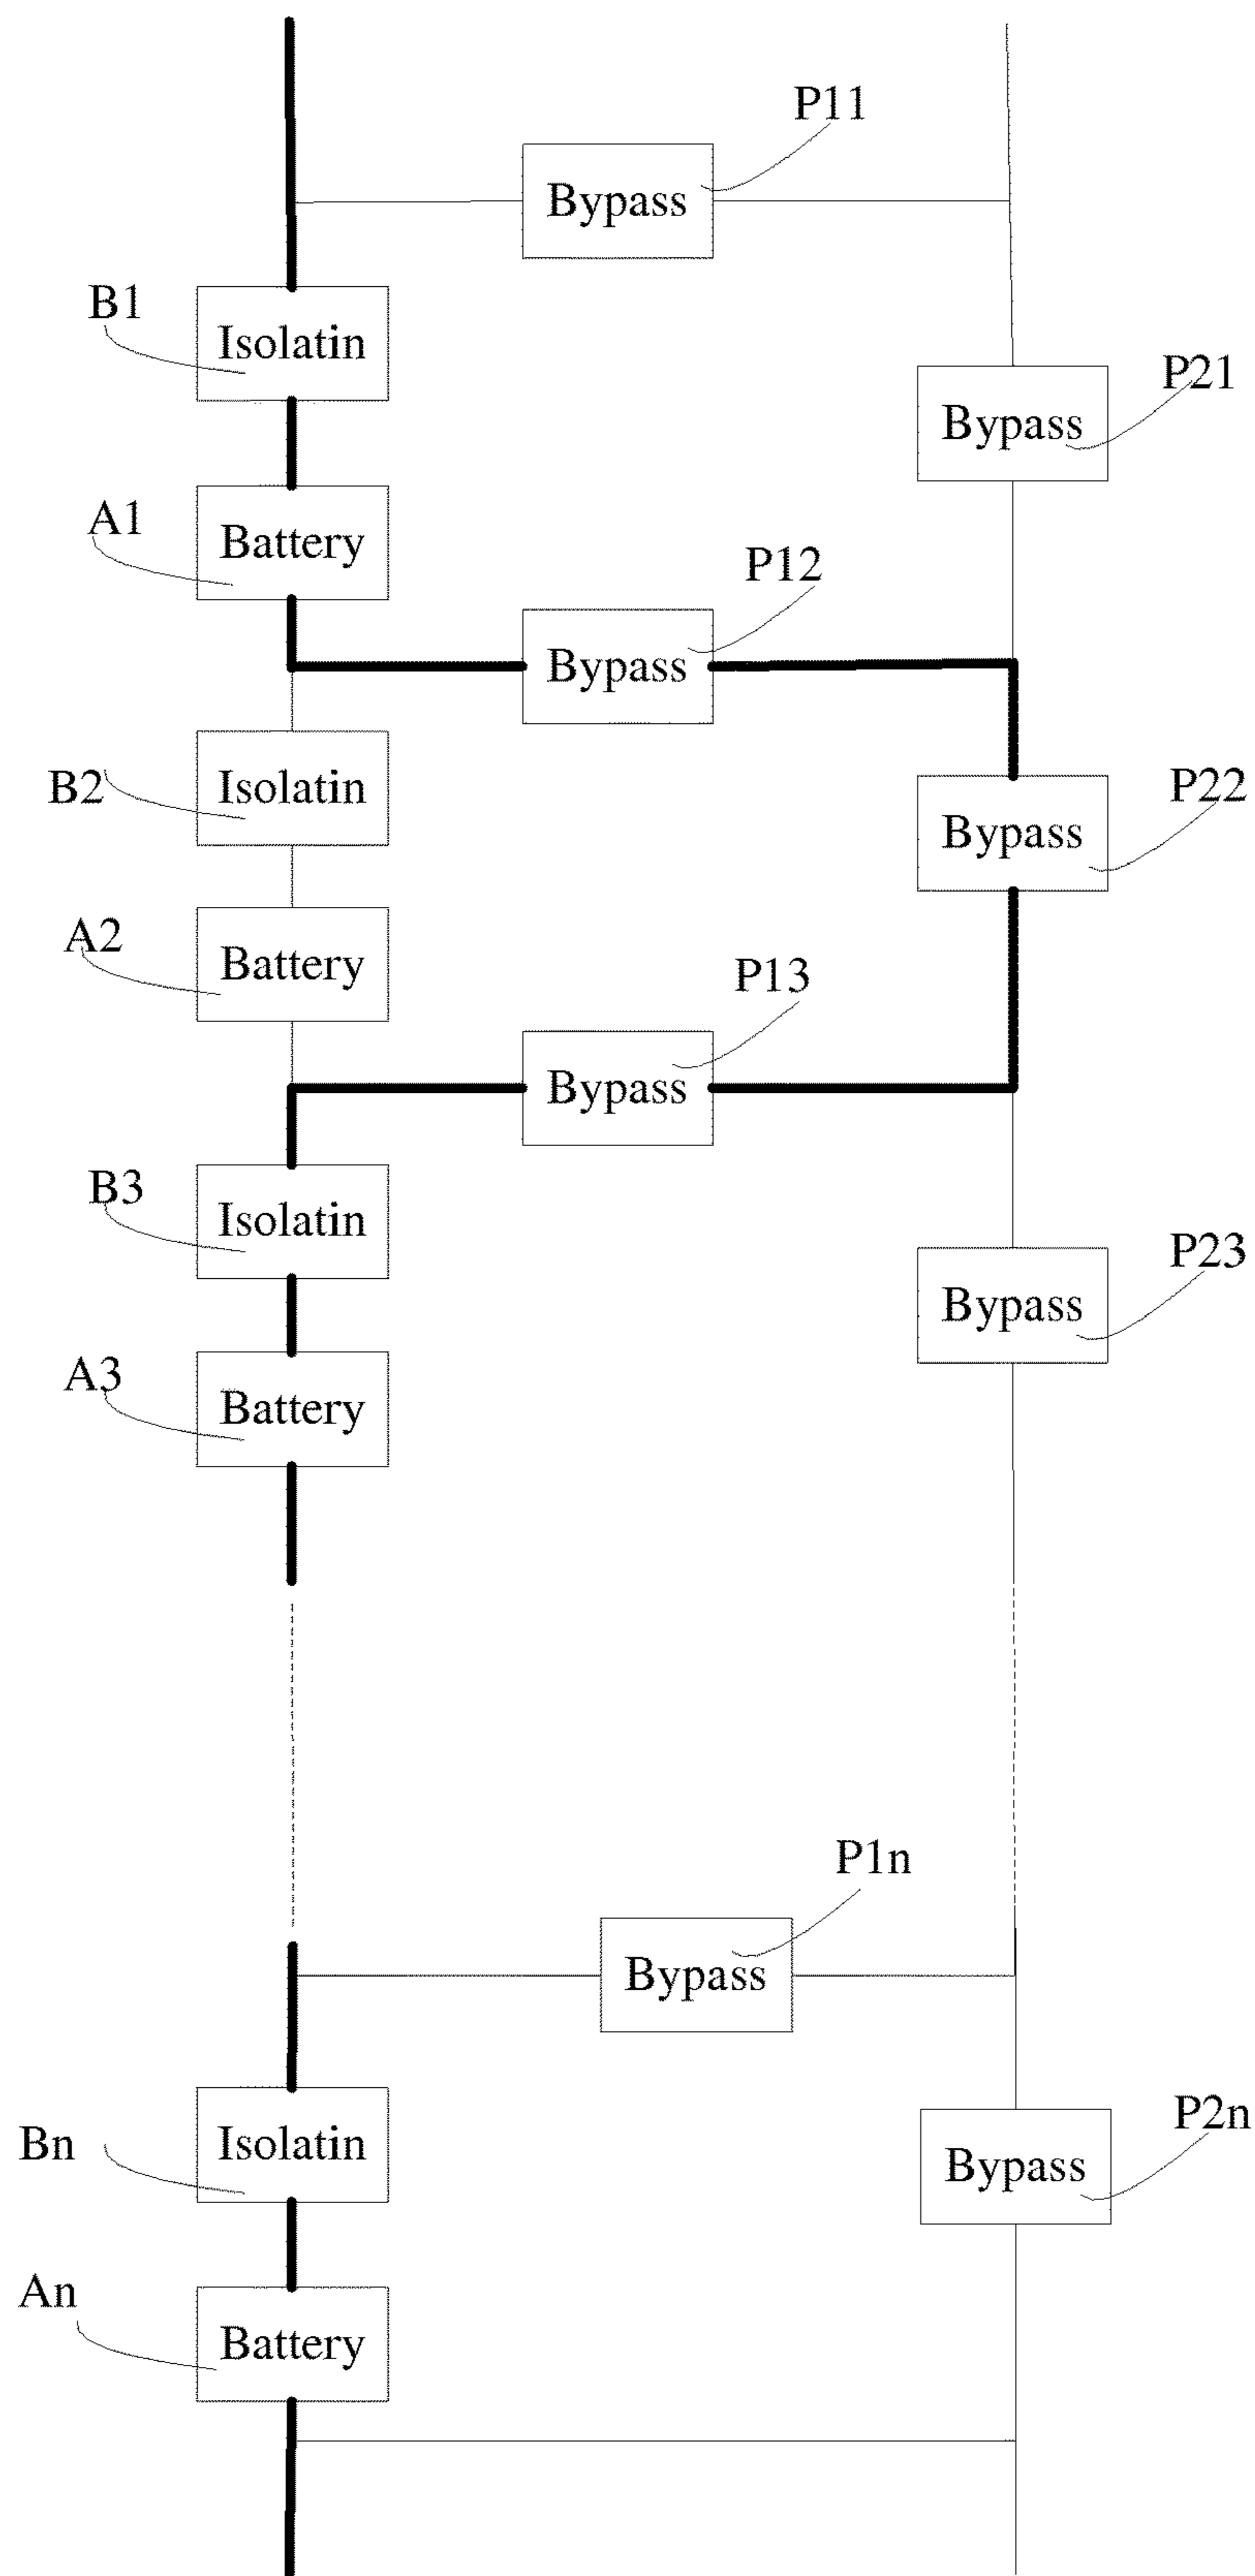 P11
Bypass
B1
Isolatin
P21
Bypass
A1
Battery
P12
Bypass
B2
Isolatin
P22
Bypass
A2
Battery
P13
Bypass
B3
Isolatin
P23
Bypass
A3
Battery
P1n
Bypass
Bn
Isolatin
P2n
Bypass
An
Battery